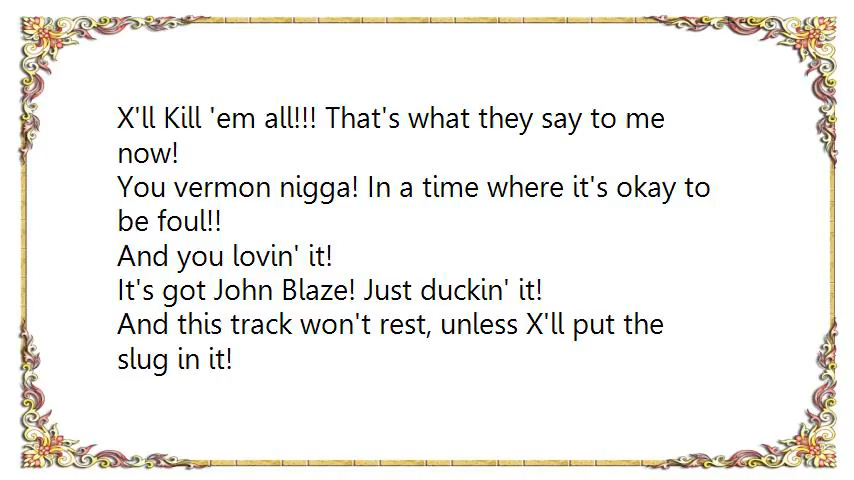 X'll Kill 'em all!!! That's what they say to me
now!
You vermon nigga! In a time where it's okay to
be foul!!
And you lovin' it!
It's got John Blaze! Just duckin' it!
And this track won't rest, unless X'll put the
slug in it!